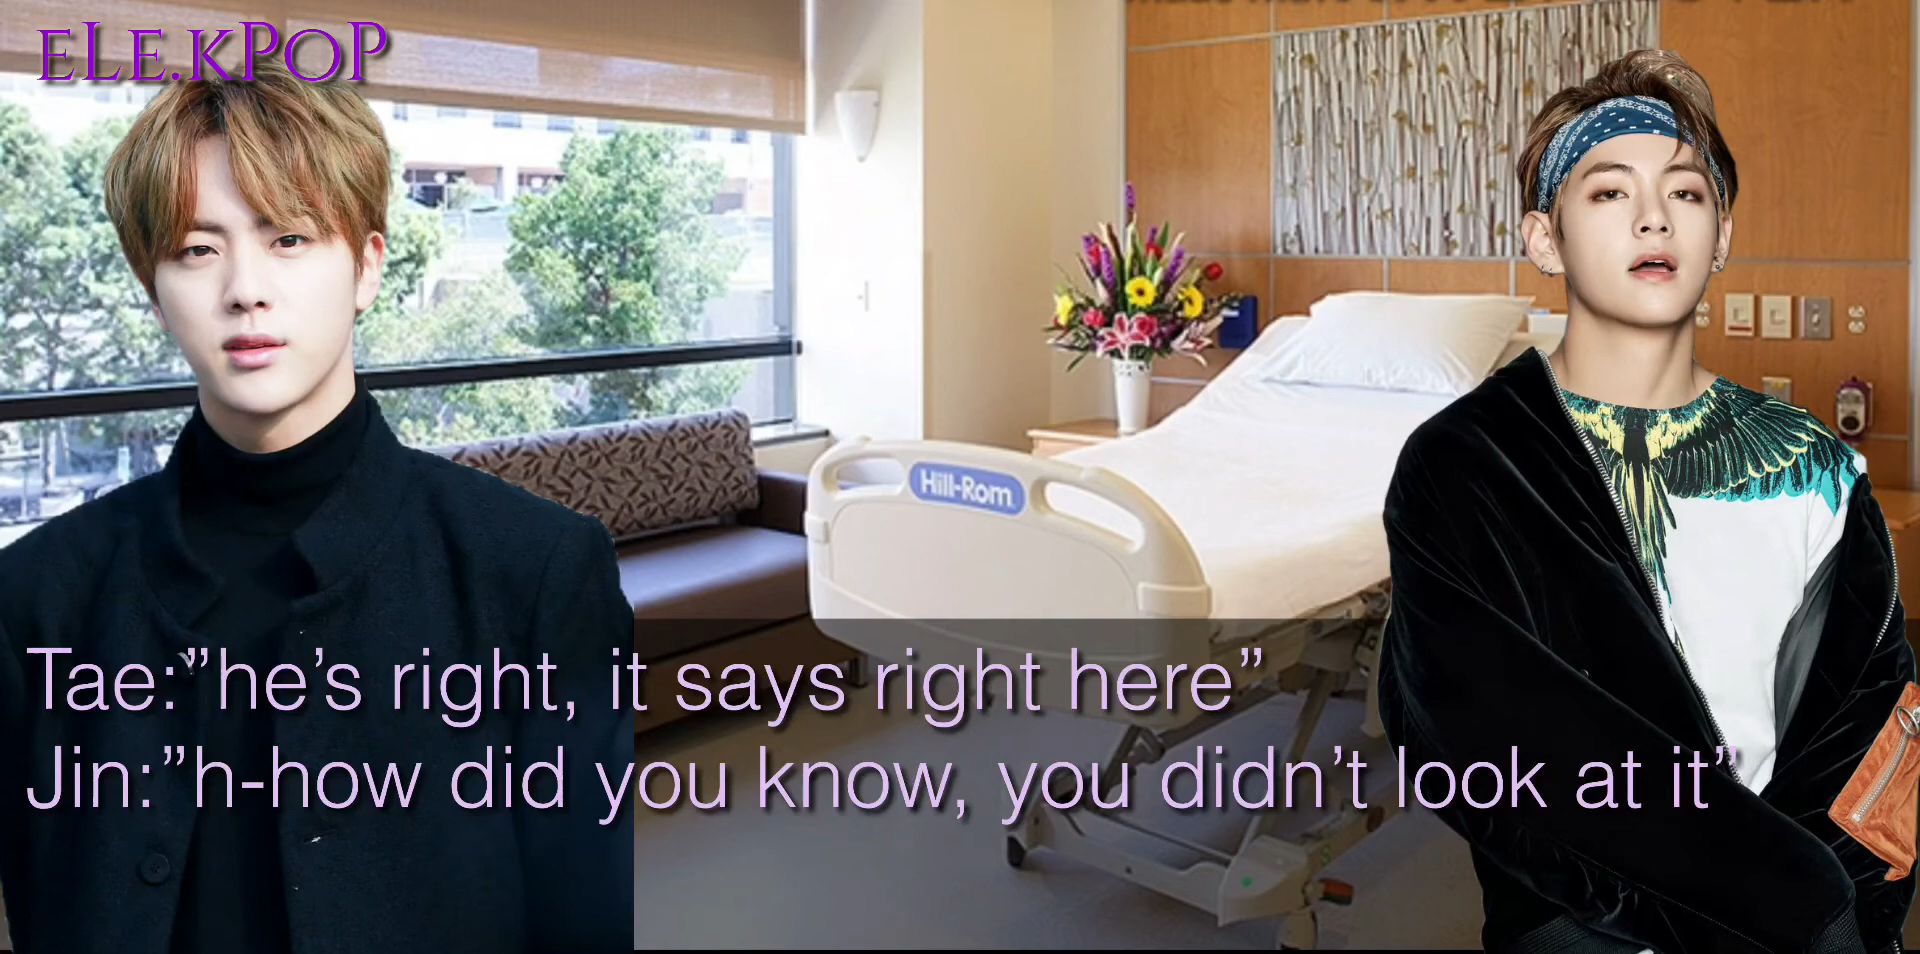 ELE.KPOP
Hill-Rom
Tae:”he’s right, it says right here”
Jin:”h-how did you know, you didn’t look at it”